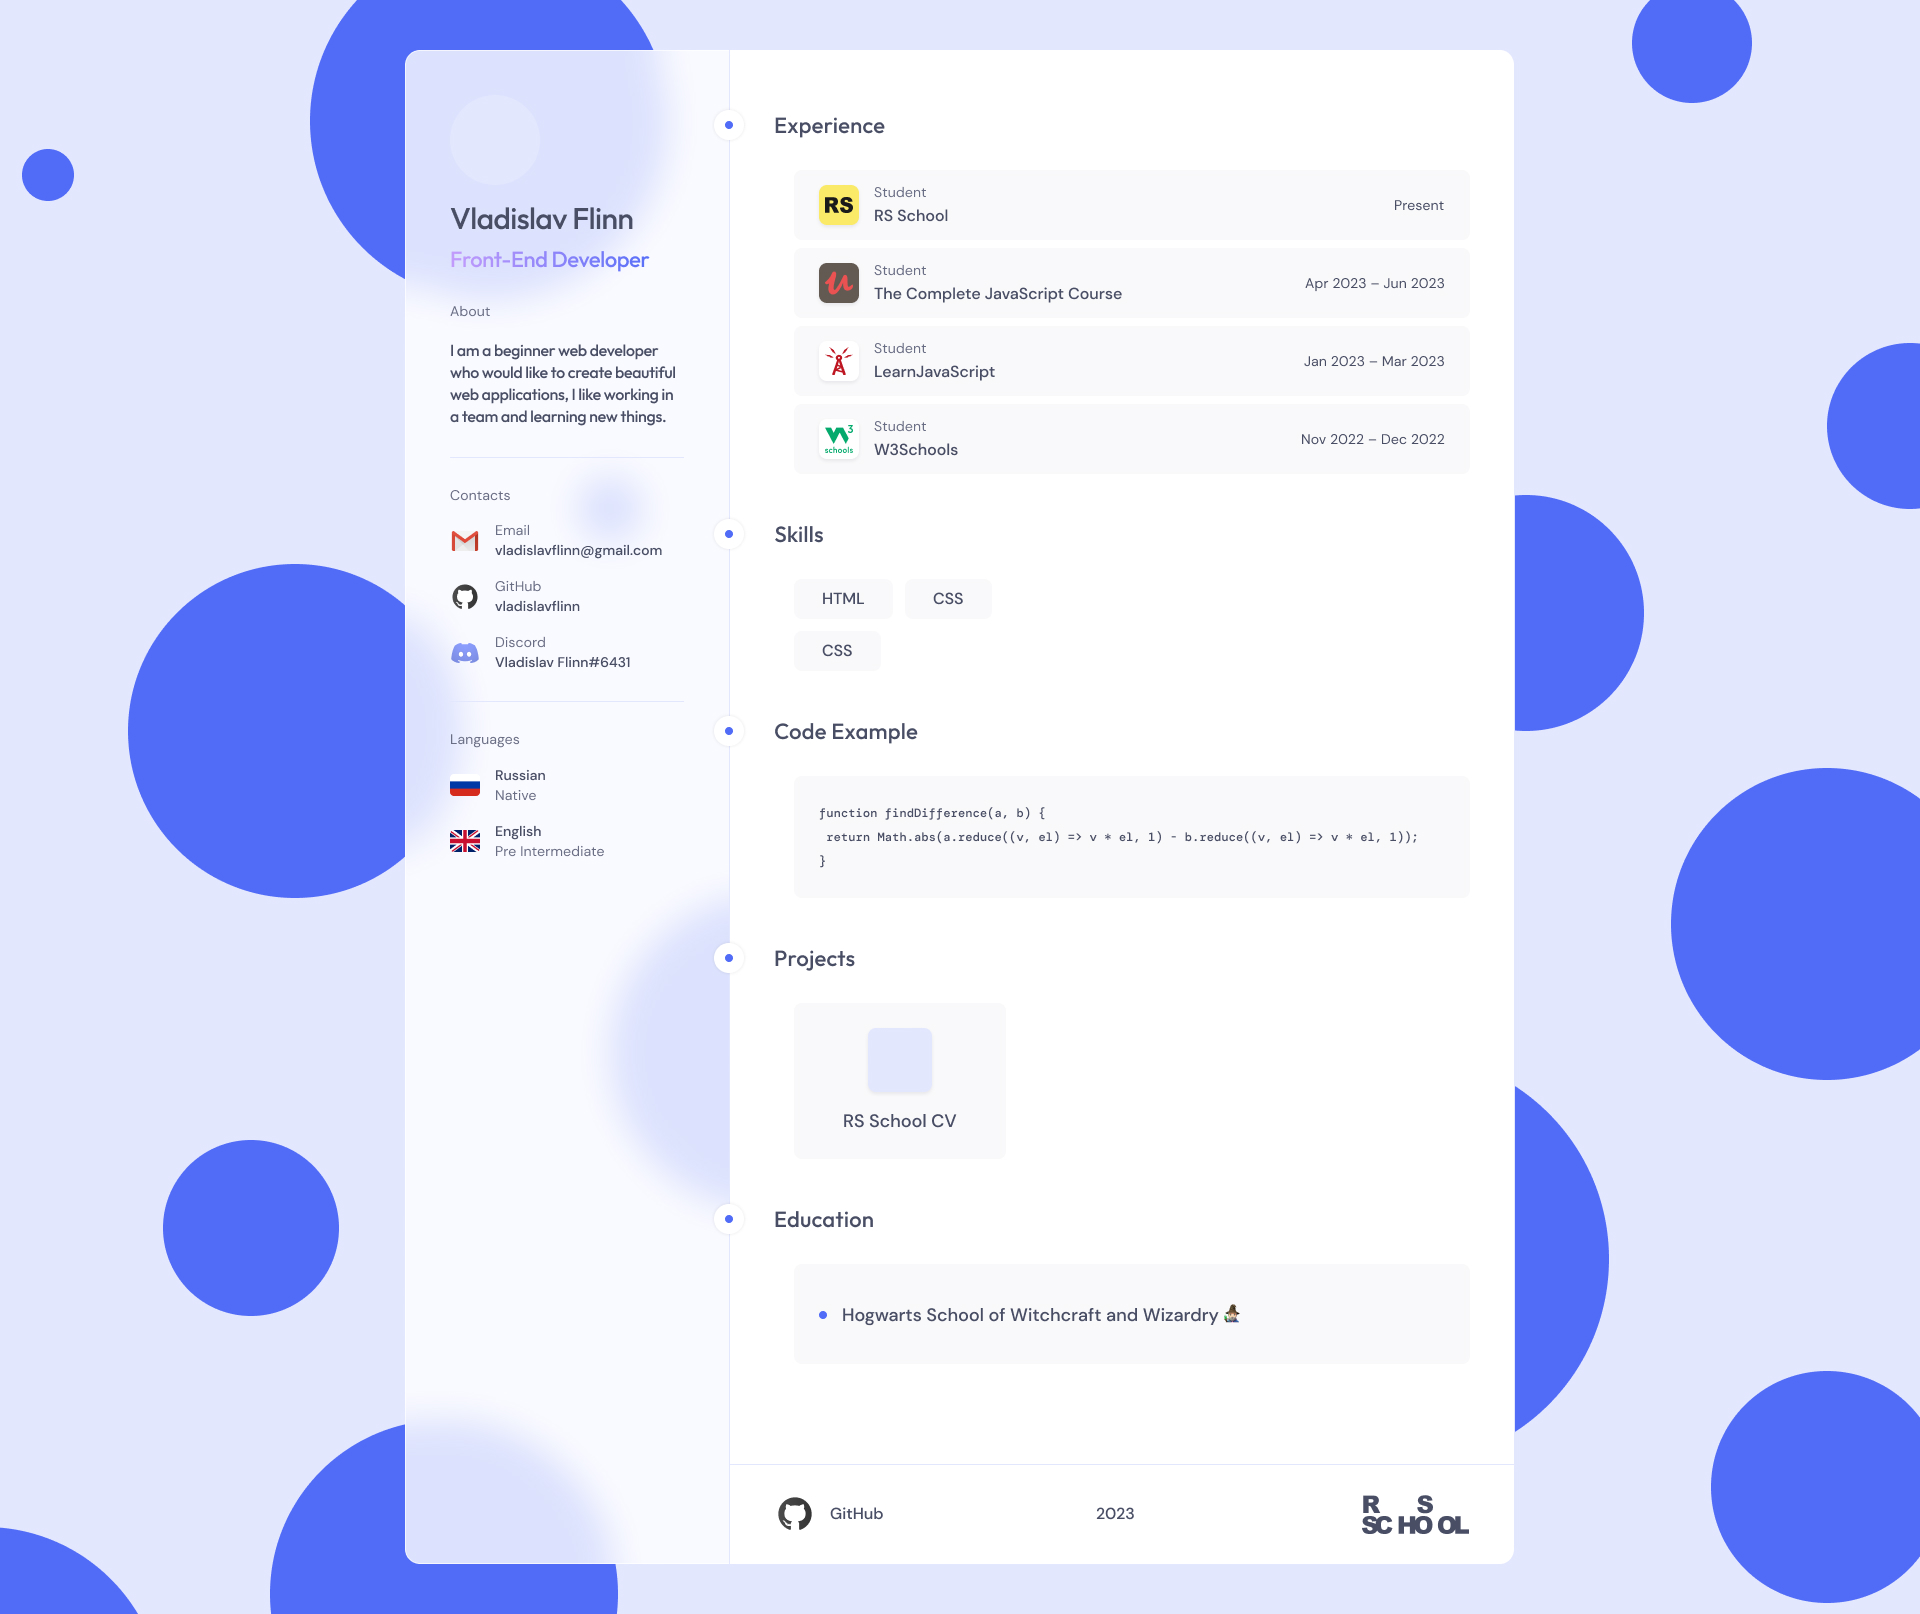 Vladislav Flinn
Front-End Developer
About
I am a beginner web developer
who would like to create beautiful
web applications, I like working in
a team and learning new things.
Contacts
Email
vladislavflinn@gmail.com
GitHub
vladislavflinn
Discord
Vladislav Flinn#6431
Languages
Russian
Native
English
Pre Intermediate
Experience
RS
Student
RS School
Present
Student
The Complete JavaScript Course
Apr 2023 – Jun 2023
Student
LearnJavaScript
Jan 2023 – Mar 2023
W3
schools
Student
W3Schools
Nov 2022 – Dec 2022
Skills
HTML
CSS
CSS
Code Example
function findDifference(a, b) {
return Math.abs(a.reduce((v, el) => v * el, 1) - b.reduce((v, el) => v * el, 1));
}
Projects
RS School CV
Education
Hogwarts School of Witchcraft and Wizardry
GitHub
2023
R S
SCHOOL